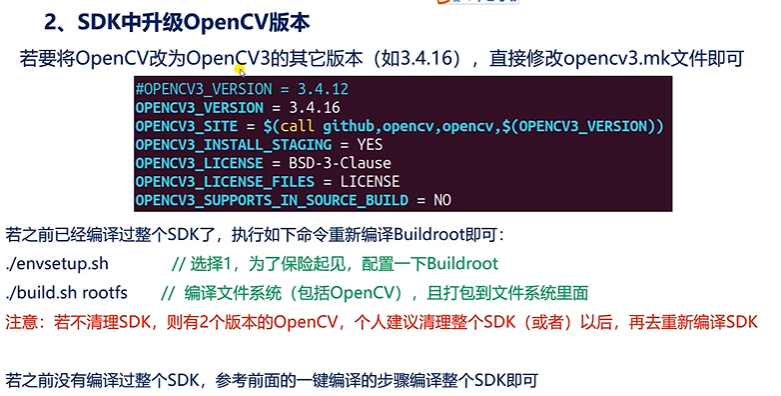 2、SDK中升级OpenCV版本
若要将OpenCV改为OpenCV3的其它版本（如3.4.16），直接修改opencv3.mk文件即可
#OPENCV3_VERSION = 3.4.12
OPENCV3_VERSION = 3.4.16
OPENCV3_SITE = $(call github,opencv,opencv,$(OPENCV3_VERSION))
OPENCV3_INSTALL_STAGING = YES
OPENCV3_LICENSE = BSD-3-Clause
OPENCV3_LICENSE_FILES = LICENSE
OPENCV3_SUPPORTS_IN_SOURCE_BUILD = NO
若之前已经编译过整个SDK了，执行如下命令重新编译Buildroot即可：
./envsetup.sh // 选择1，为了保险起见，配置一下Buildroot
./build.sh rootfs // 编译文件系统（包括OpenCV），且打包到文件系统里面
注意：若不清理SDK，则有2个版本的OpenCV，个人建议清理整个SDK（或者）以后，再去重新编译SDK
若之前没有编译过整个SDK，参考前面的一键编译的步骤编译整个SDK即可